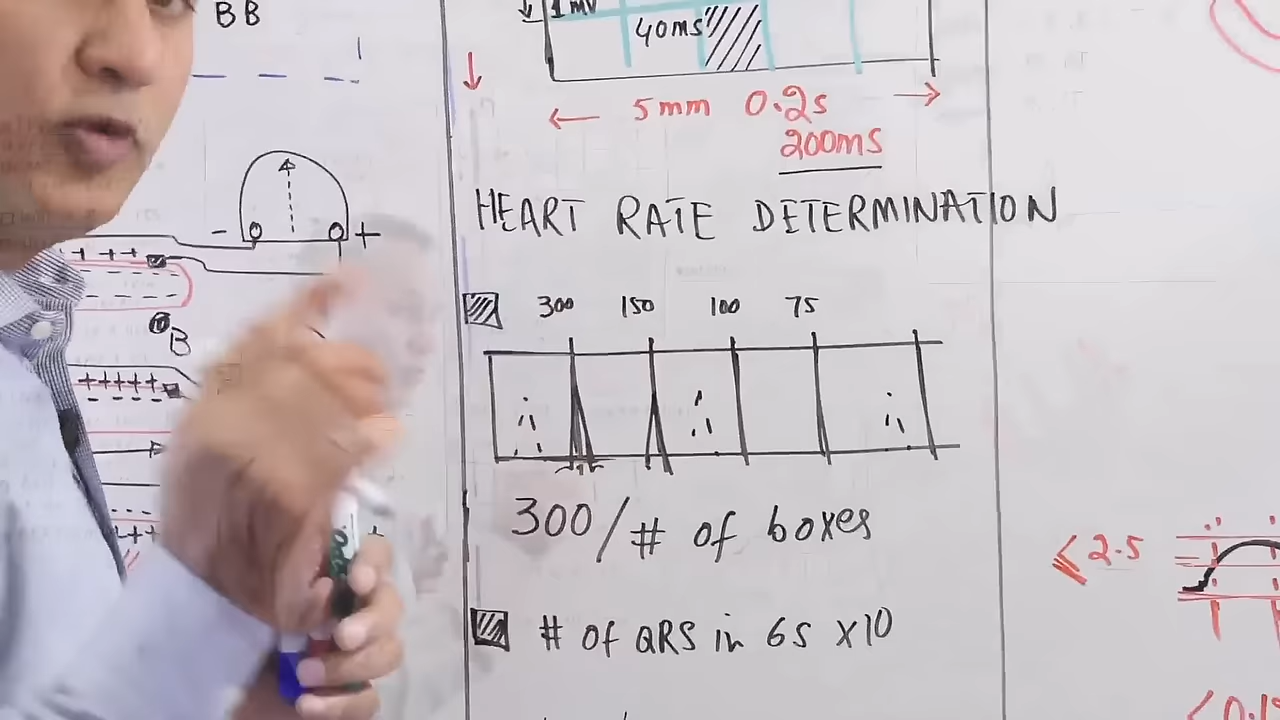 BB
1 mV
40ms
5mm 0.2s
200ms
HEART RATE DETERMINATION
300 150 100 75
300/# of boxes
# of QRS in 6s x10
- +
+ + +
B
+++++
++
+
≤2.5